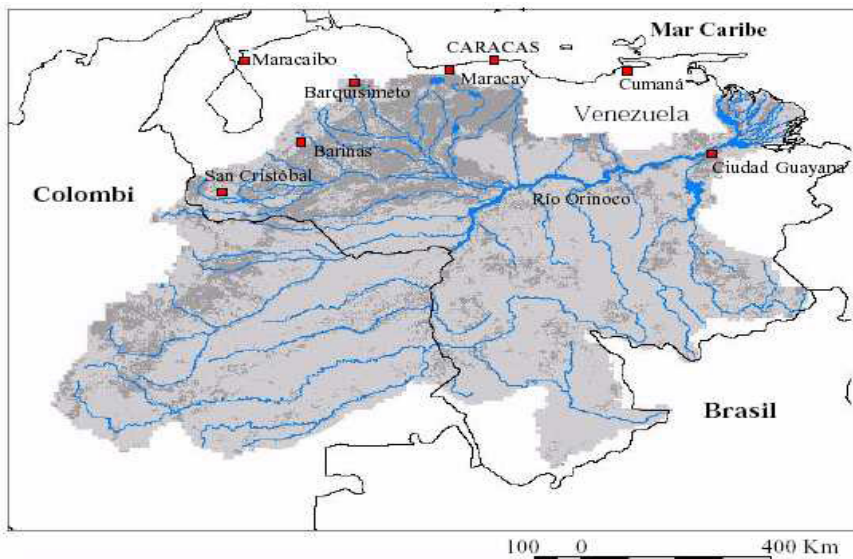 Mar Caribe
CARACAS
Maracaibo
Maracay
Cumaná
Barquisimeto
Venezuela
Barinas
Ciudad Guayana
San Cristóbal
Colombi
Río Orinoco
Brasil
100 0 400 Km